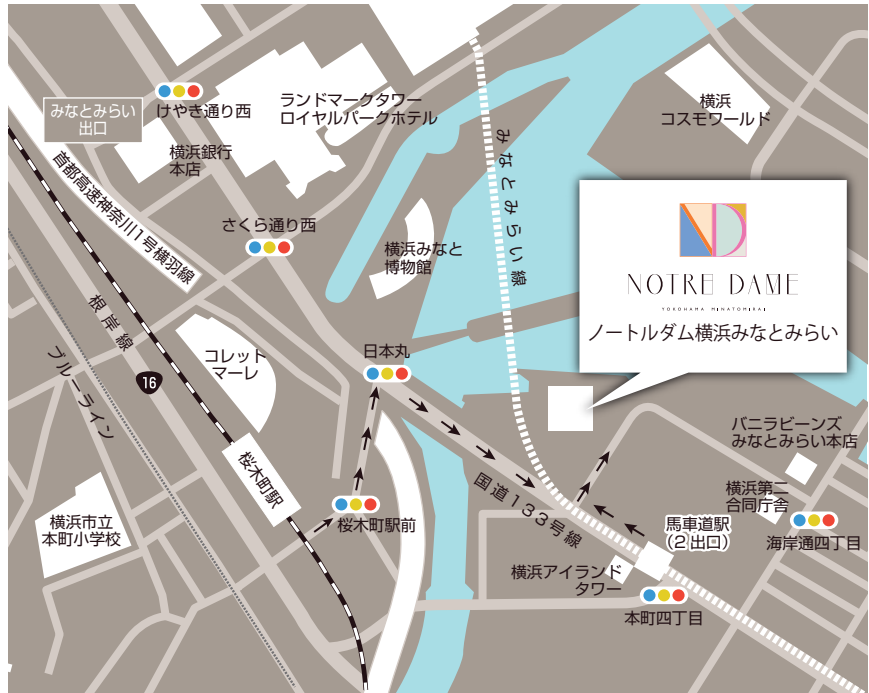 みなとみらい
出口
けやき通り西
ランドマークタワー
ロイヤルパークホテル
横浜
コスモワールド
横浜銀行
本店
首都高速神奈川1号横羽線
みなとみらい線
さくら通り西
横浜みなと
博物館
NOTRE DAME
YOKOHAMA MINATOMIRAI
ノートルダム横浜みなとみらい
根岸線
ブルーライン
16
コレット
マーレ
日本丸
バニラビーンズ
みなとみらい本店
桜木町駅
国道133号線
横浜第二
合同庁舎
横浜市立
本町小学校
桜木町駅前
馬車道駅
(2出口)
海岸通四丁目
横浜アイランド
タワー
本町四丁目